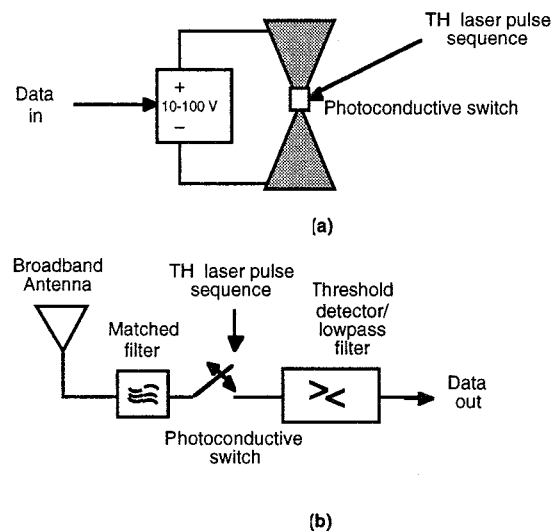 TH laser pulse
sequence
Data
in
+
10-100 V
−
Photoconductive switch
(a)
Broadband
Antenna
TH laser pulse
sequence
Threshold
detector/
lowpass
filter
Matched
filter
Data
out
Photoconductive
switch
(b)